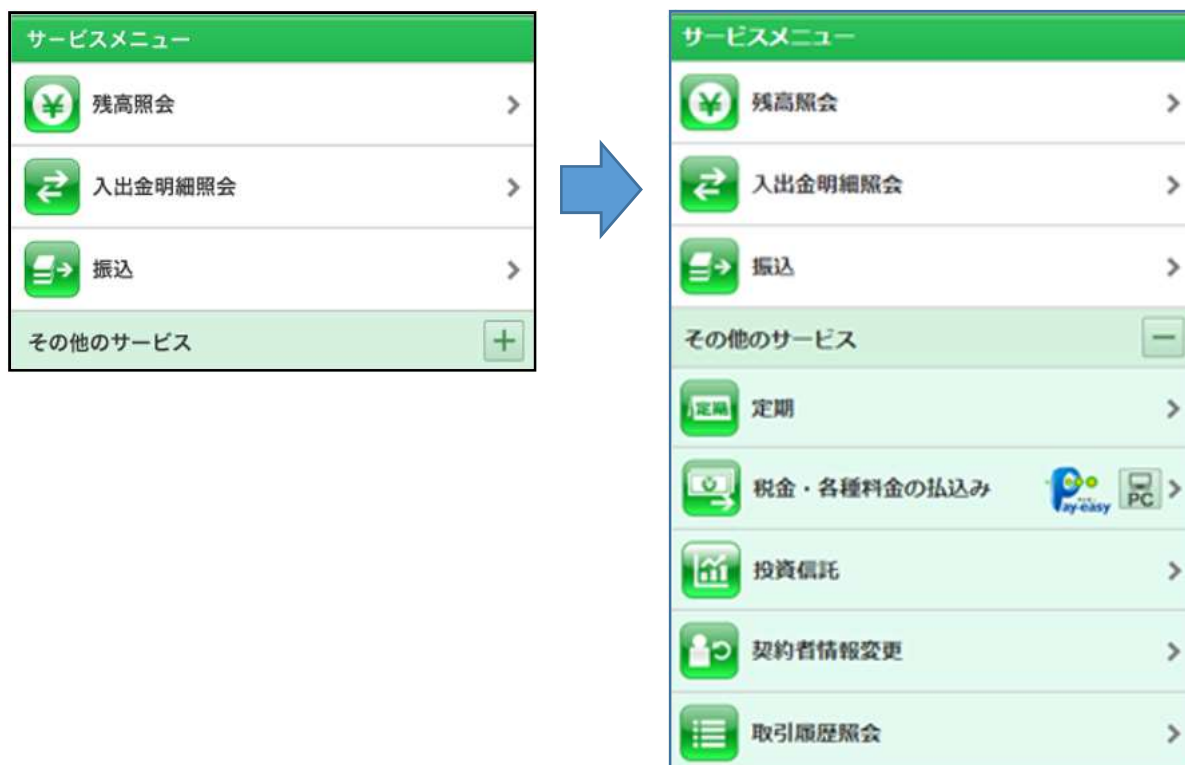 サービスメニュー
残高照会
入出金明細照会
振込
その他のサービス
サービスメニュー
残高照会
入出金明細照会
振込
その他のサービス
定期
定期
税金・各種料金の払込み
Pay-easy
PC
投資信託
契約者情報変更
取引履歴照会